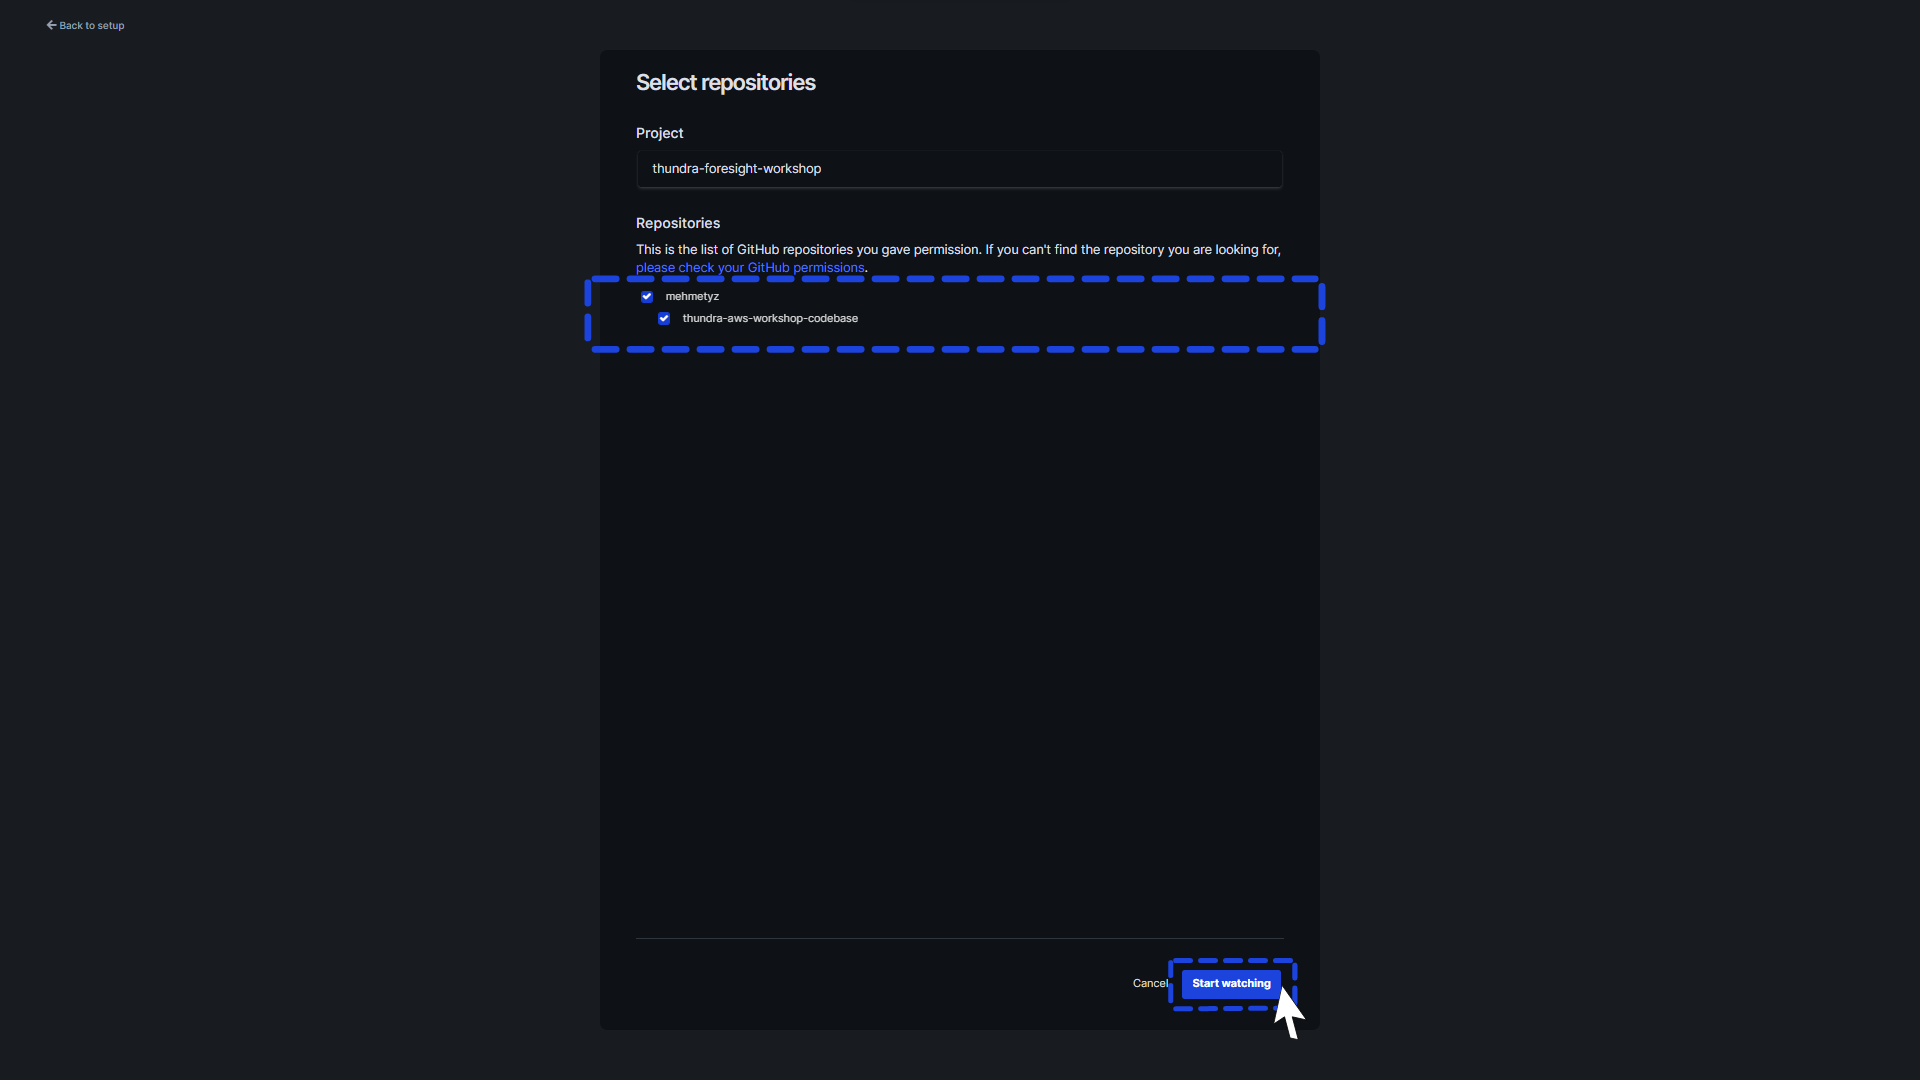 Back to setup
Select repositories
Project
thundra-foresight-workshop
Repositories
This is the list of GitHub repositories you gave permission. If you can't find the repository you are looking for,
please check your GitHub permissions.
mehmetyz
thundra-aws-workshop-codebase
Cancel
Start watching